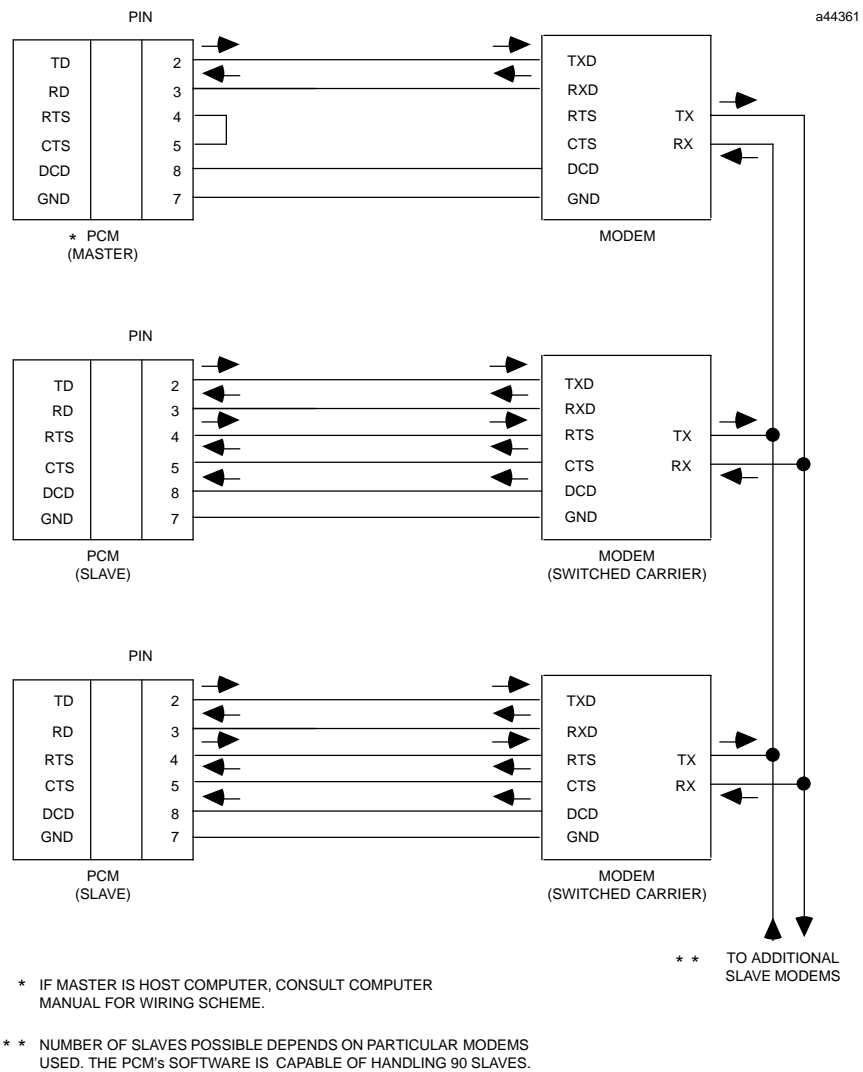 PIN
a44361
TD 2 TXD
RD 3 RXD
RTS 4 RTS TX
CTS 5 CTS RX
DCD 8 DCD
GND 7 GND
* PCM
(MASTER)
MODEM
PIN
TD 2 TXD
RD 3 RXD
RTS 4 RTS TX
CTS 5 CTS RX
DCD 8 DCD
GND 7 GND
PCM
(SLAVE)
MODEM
(SWITCHED CARRIER)
PIN
TD 2 TXD
RD 3 RXD
RTS 4 RTS TX
CTS 5 CTS RX
DCD 8 DCD
GND 7 GND
PCM
(SLAVE)
MODEM
(SWITCHED CARRIER)
* * TO ADDITIONAL
SLAVE MODEMS
* IF MASTER IS HOST COMPUTER, CONSULT COMPUTER
MANUAL FOR WIRING SCHEME.
* * NUMBER OF SLAVES POSSIBLE DEPENDS ON PARTICULAR MODEMS
USED. THE PCM's SOFTWARE IS CAPABLE OF HANDLING 90 SLAVES.